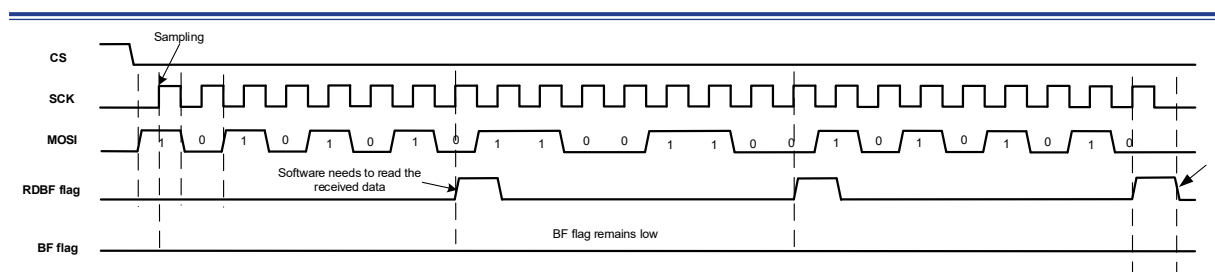 Sampling
CS
SCK
MOSI
1 0 1 0 1 0 1 0 1 1 0 0 1 1 0 0 1 0 1 0 1 0 1 0
Software needs to read the
received data
RDBF flag
BF flag remains low
BF flag